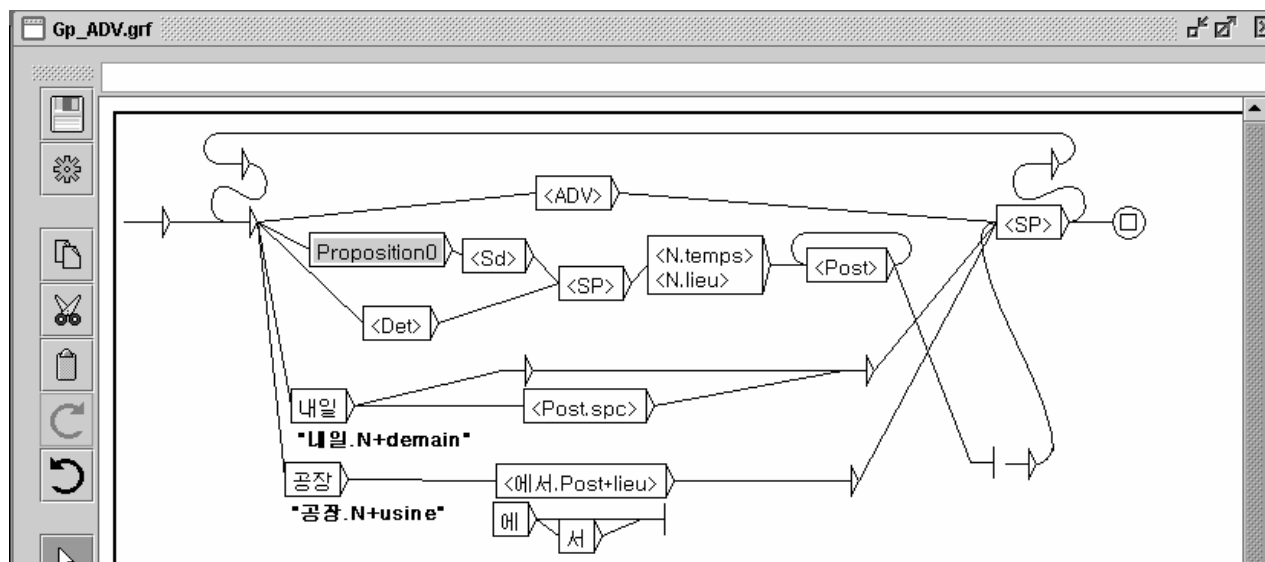 Gp_ADV.grf
<ADV>
Proposition0
<Sd>
<SP>
<N.temps>
<N.lieu>
<Post>
<SP>
<Det>
내일
<Post.spc>
"내일.N+demain"
공장
<에서.Post+lieu>
"공장.N+usine"
에
서